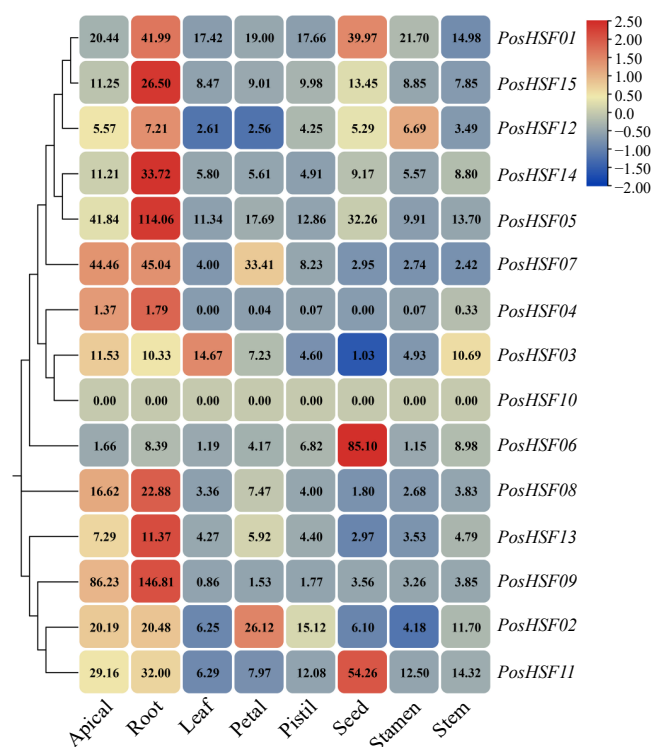 20.44 41.99 17.42 19.00 17.66 39.97 21.70 14.98 PosHSF01
11.25 26.50 8.47 9.01 9.98 13.45 8.85 7.85 PosHSF15
5.57 7.21 2.61 2.56 4.25 5.29 6.69 3.49 PosHSF12
11.21 33.72 5.80 5.61 4.91 9.17 5.57 8.80 PosHSF14
41.84 114.06 11.34 17.69 12.86 32.26 9.91 13.70 PosHSF05
44.46 45.04 4.00 33.41 8.23 2.95 2.74 2.42 PosHSF07
1.37 1.79 0.00 0.04 0.07 0.00 0.07 0.33 PosHSF04
11.53 10.33 14.67 7.23 4.60 1.03 4.93 10.69 PosHSF03
0.00 0.00 0.00 0.00 0.00 0.00 0.00 0.00 PosHSF10
1.66 8.39 1.19 4.17 6.82 85.10 1.15 8.98 PosHSF06
16.62 22.88 3.36 7.47 4.00 1.80 2.68 3.83 PosHSF08
7.29 11.37 4.27 5.92 4.40 2.97 3.53 4.79 PosHSF13
86.23 146.81 0.86 1.53 1.77 3.56 3.26 3.85 PosHSF09
20.19 20.48 6.25 26.12 15.12 6.10 4.18 11.70 PosHSF02
29.16 32.00 6.29 7.97 12.08 54.26 12.50 14.32 PosHSF11
Apical Root Leaf Petal Pistil Seed Stamen Stem
2.50
2.00
1.50
1.00
0.50
0.00
−0.50
−1.00
−1.50
−2.00